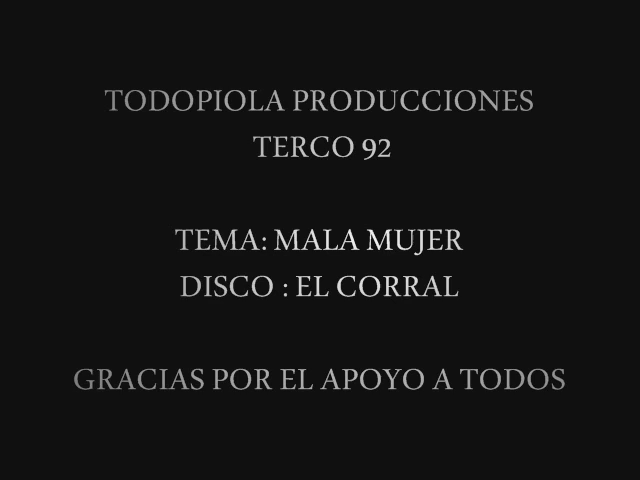 TODOPIOLA PRODUCCIONES
TERCO 92
TEMA: MALA MUJER
DISCO : EL CORRAL
GRACIAS POR EL APOYO A TODOS